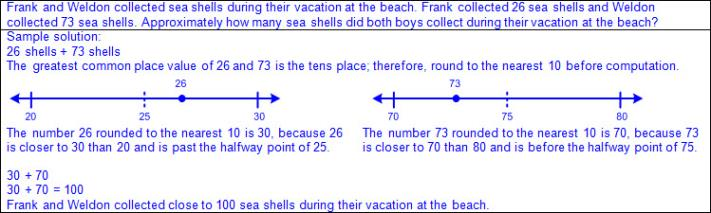 Frank and Weldon collected sea shells during their vacation at the beach. Frank collected 26 sea shells and Weldon
collected 73 sea shells. Approximately how many sea shells did both boys collect during their vacation at the beach?
Sample solution:
26 shells + 73 shells
The greatest common place value of 26 and 73 is the tens place; therefore, round to the nearest 10 before computation.
26
20 25 30
73
70 75 80
The number 26 rounded to the nearest 10 is 30, because 26
is closer to 30 than 20 and is past the halfway point of 25.
The number 73 rounded to the nearest 10 is 70, because 73
is closer to 70 than 80 and is before the halfway point of 75.
30 + 70
30 + 70 = 100
Frank and Weldon collected close to 100 sea shells during their vacation at the beach.